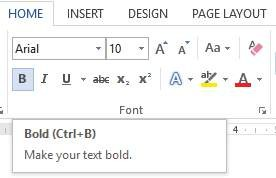 HOME INSERT DESIGN PAGE LAYOUT
Arial 10 A A Aa A
B I U abc X₂ X² A ab A
Font
4
Bold (Ctrl+B)
Make your text bold.